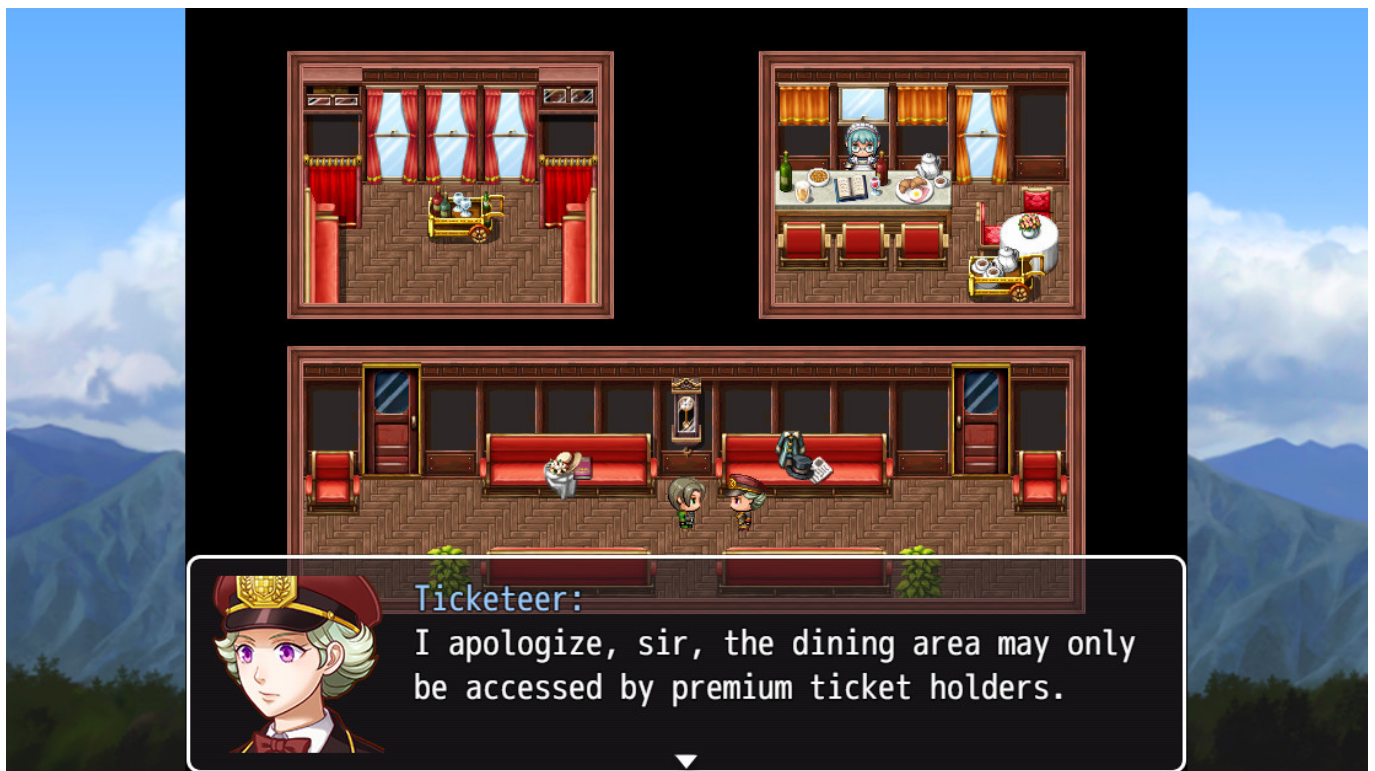 Ticketeer:
I apologize, sir, the dining area may only
be accessed by premium ticket holders.